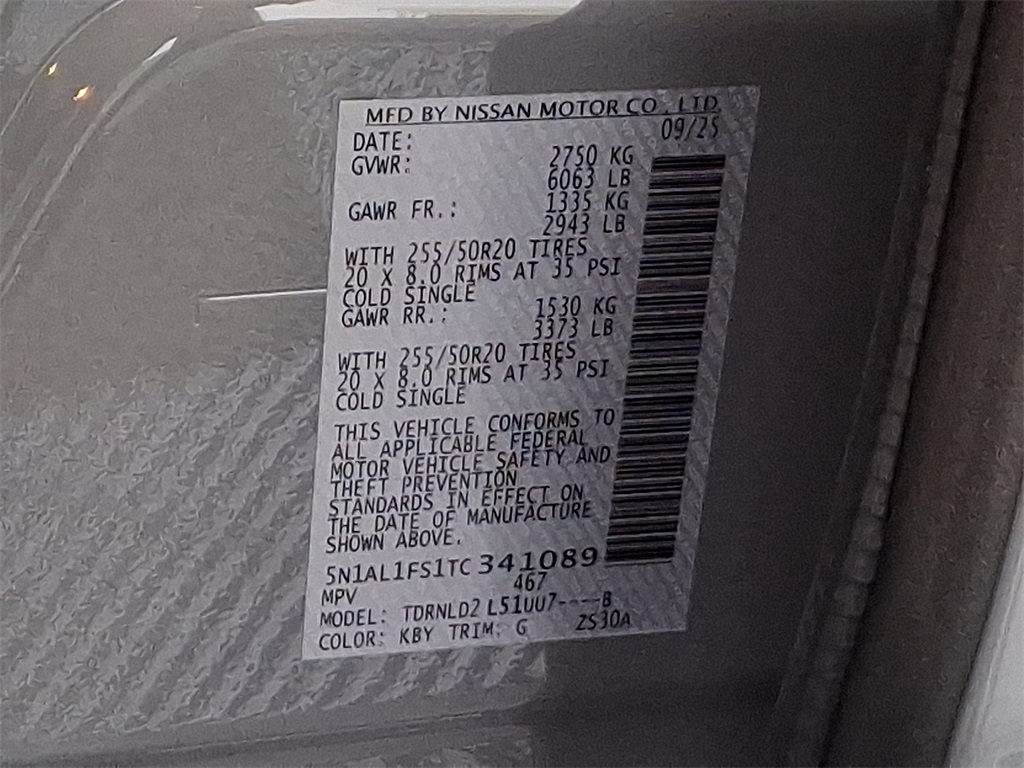 MFD BY NISSAN MOTOR CO., LTD.
DATE: 09/25
GVWR: 2750 KG
6063 LB
GAWR FR.: 1335 KG
2943 LB
WITH 255/50R20 TIRES
20 X 8.0 RIMS AT 35 PSI
COLD SINGLE
GAWR RR.: 1530 KG
3373 LB
WITH 255/50R20 TIRES
20 X 8.0 RIMS AT 35 PSI
COLD SINGLE
THIS VEHICLE CONFORMS TO
ALL APPLICABLE FEDERAL
MOTOR VEHICLE SAFETY AND
THEFT PREVENTION
STANDARDS IN EFFECT ON
THE DATE OF MANUFACTURE
SHOWN ABOVE.
5N1AL1FS1TC 341089
MPV 467
MODEL: TDRNLD2 L51UU7----B
COLOR: KBY TRIM: G ZS30A